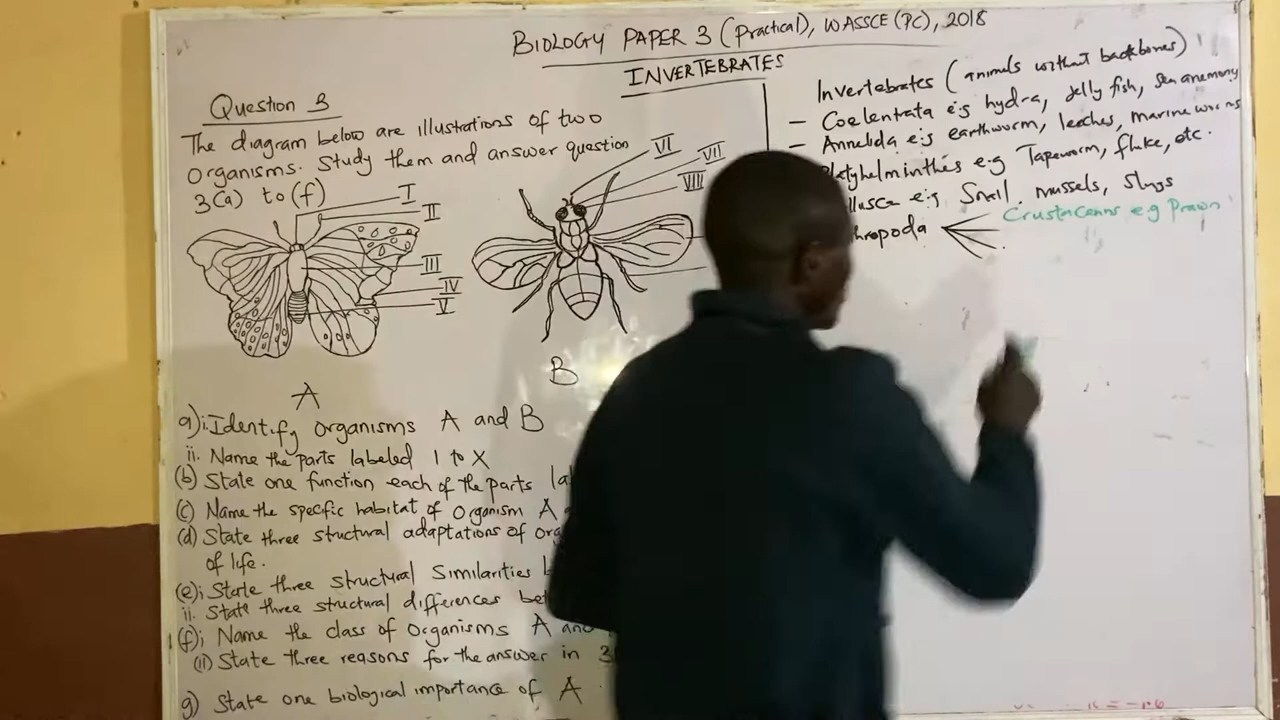 BIOLOGY PAPER 3 (Practical), WASSCE (PC), 2018
INVERTEBRATES
Question 3
The diagram below are illustrations of two
organisms. Study them and answer question
3(a) to (f)
I
II
III
IV
V
A
VI
VII
VIII
B
a)i. Identify organisms A and B
ii. Name the parts labeled 1 to X
(b) State one function each of the parts
(c) Name the specific habitat of organism A
(d) State three structural adaptations of
of life.
(e)i State three structural similarities
ii. State three structural differences
(f)i Name the class of organisms A and
(ii) State three reasons for the answer in 3
g) State one biological importance of A
Invertebrates (animals without backbones)
- Coelentrata e.g hydra, Jelly fish, Sea anemony
- Annelida e.g earthworm, leeches, marine worms
Platyhelminthes e.g Tapeworm, fluke, etc.
llusca e.g Snail, mussels, slugs
hropoda
Crustaceans e.g Prawn